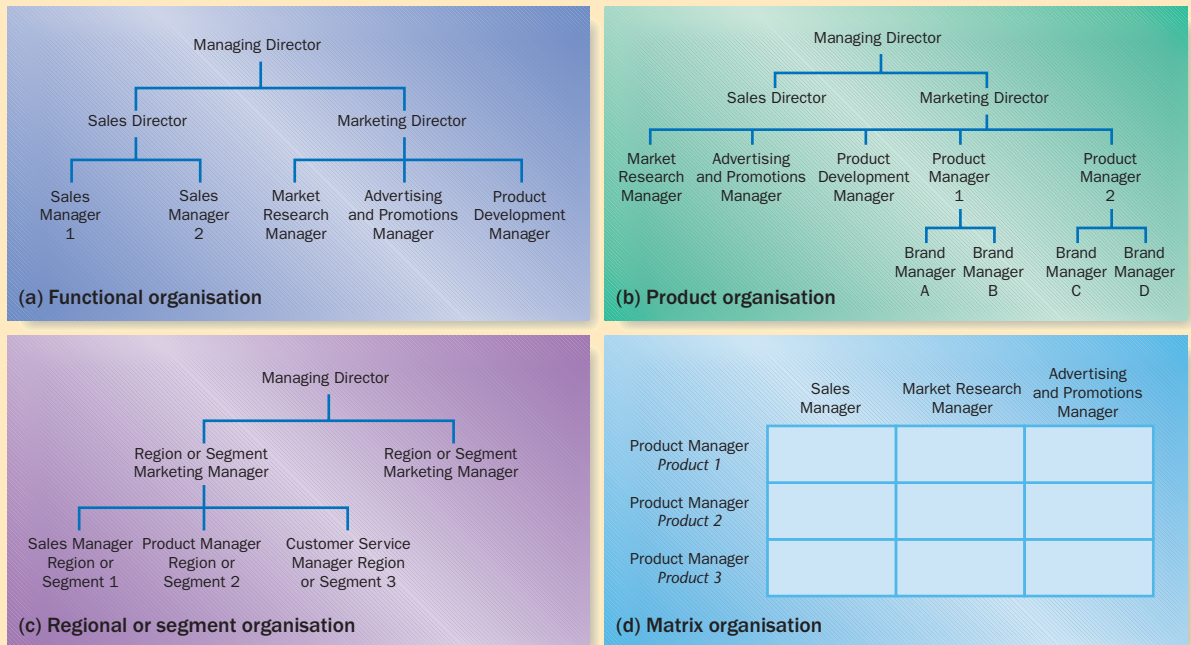 Managing Director
Sales Director
Marketing Director
Sales
Manager
1
Sales
Manager
2
Market
Research
Manager
Advertising
and Promotions
Manager
Product
Development
Manager
(a) Functional organisation
Managing Director
Sales Director
Marketing Director
Market
Research
Manager
Advertising
and Promotions
Manager
Product
Development
Manager
Product
Manager
1
Product
Manager
2
Brand
Manager
A
Brand
Manager
B
Brand
Manager
C
Brand
Manager
D
(b) Product organisation
Managing Director
Region or Segment
Marketing Manager
Region or Segment
Marketing Manager
Sales Manager
Region or
Segment 1
Product Manager
Region or
Segment 2
Customer Service
Manager Region
or Segment 3
(c) Regional or segment organisation
Sales
Manager
Market Research
Manager
Advertising
and Promotions
Manager
Product Manager
Product 1
Product Manager
Product 2
Product Manager
Product 3
(d) Matrix organisation